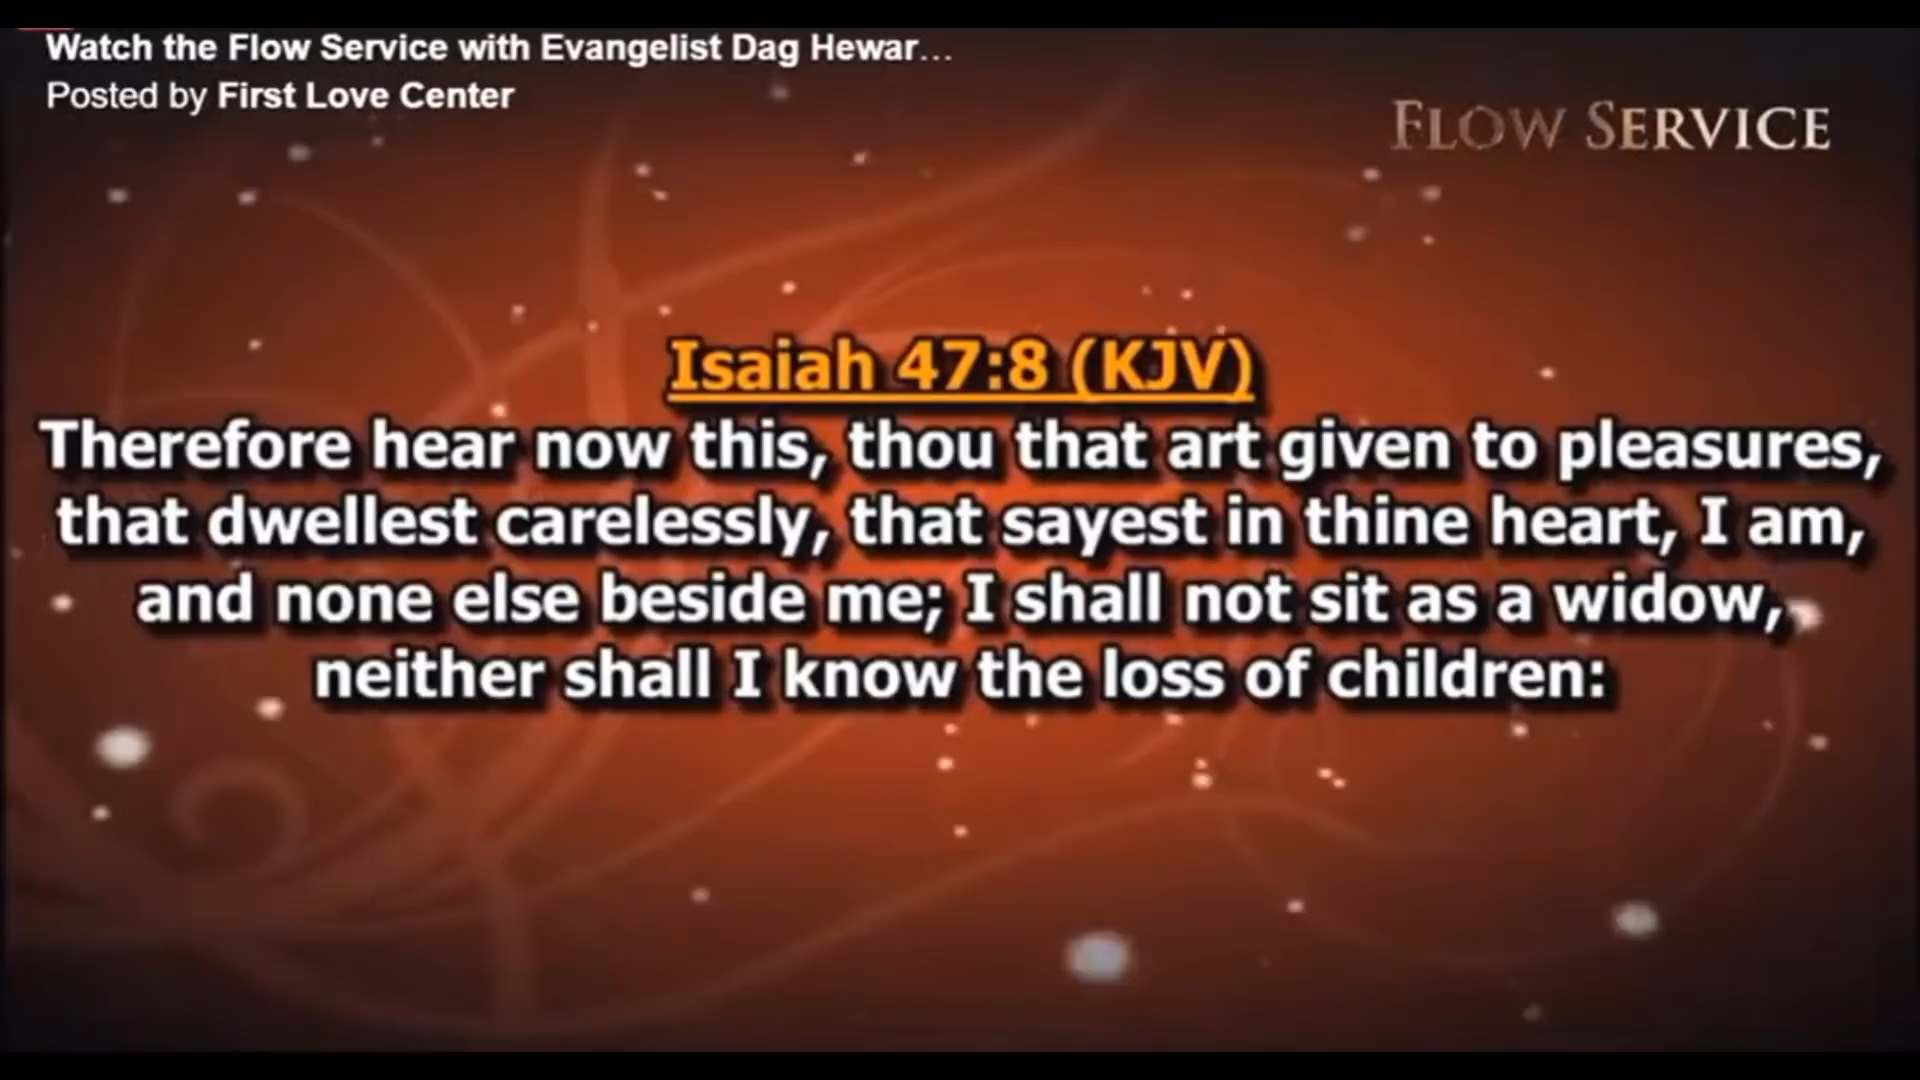 Watch the Flow Service with Evangelist Dag Hewar...
Posted by First Love Center
FLOW SERVICE
Isaiah 47:8 (KJV)
Therefore hear now this, thou that art given to pleasures,
that dwellest carelessly, that sayest in thine heart, I am,
and none else beside me; I shall not sit as a widow,
neither shall I know the loss of children: